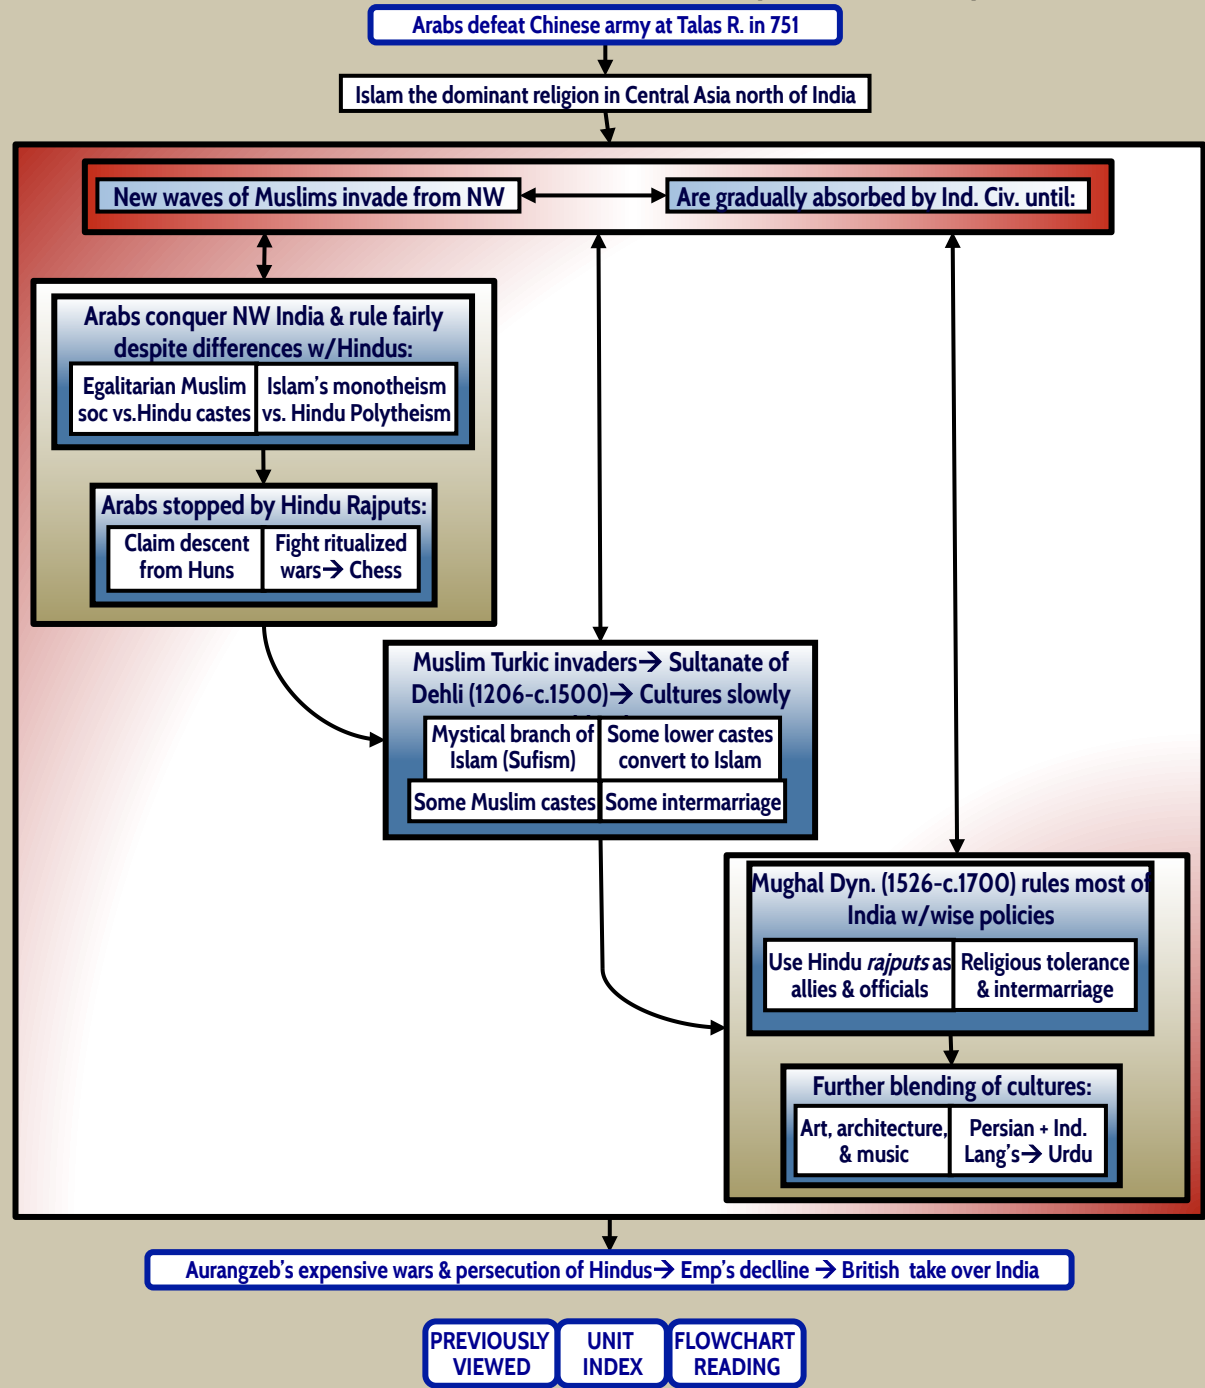 Arabs defeat Chinese army at Talas R. in 751
Islam the dominant religion in Central Asia north of India
New waves of Muslims invade from NW
Are gradually absorbed by Ind. Civ. until:
Arabs conquer NW India & rule fairly
despite differences w/Hindus:
Egalitarian Muslim
soc vs.Hindu castes
Islam's monotheism
vs. Hindu Polytheism
Arabs stopped by Hindu Rajputs:
Claim descent
from Huns
Fight ritualized
wars→ Chess
Muslim Turkic invaders→ Sultanate of
Dehli (1206-c.1500)→ Cultures slowly
Mystical branch of
Islam (Sufism)
Some lower castes
convert to Islam
Some Muslim castes
Some intermarriage
Mughal Dyn. (1526-c.1700) rules most of
India w/wise policies
Use Hindu rajputs as
allies & officials
Religious tolerance
& intermarriage
Further blending of cultures:
Art, architecture,
& music
Persian + Ind.
Lang's→ Urdu
Aurangzeb's expensive wars & persecution of Hindus→ Emp's declline → British take over India
PREVIOUSLY
VIEWED
UNIT
INDEX
FLOWCHART
READING